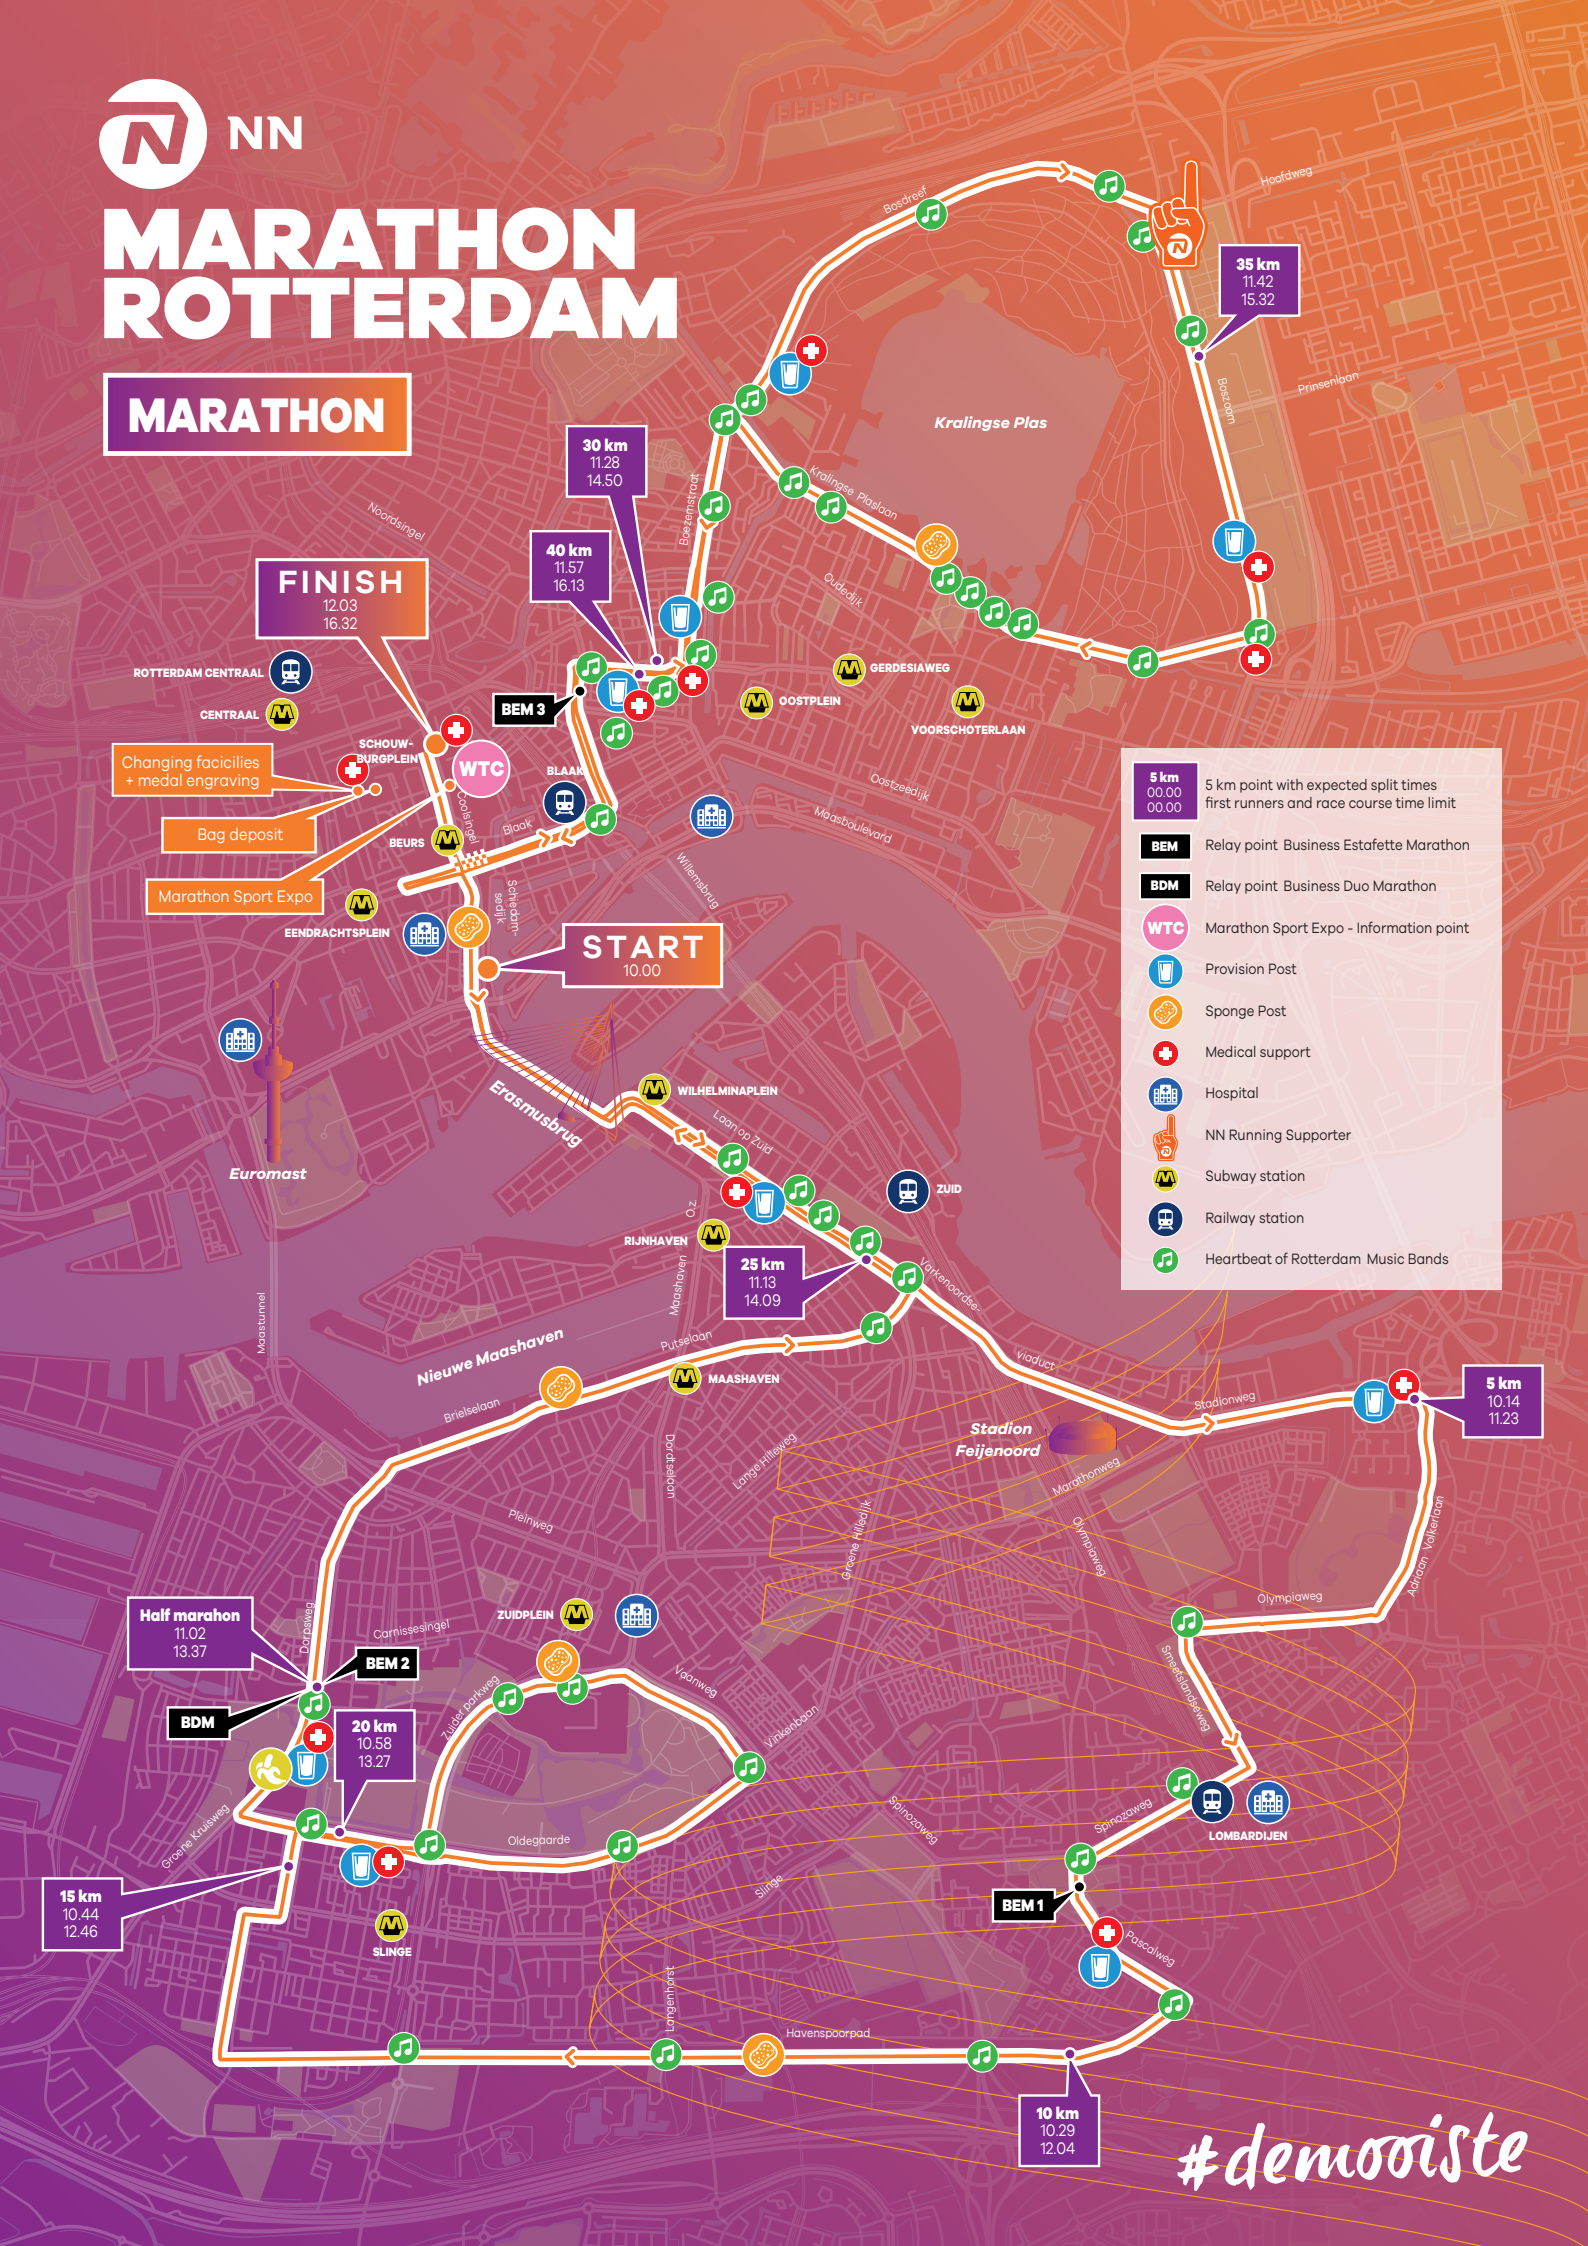 NN
MARATHON
ROTTERDAM
MARATHON
Hoofdweg
Bosdreef
35 km
11.42
15.32
Prinsenlaan
Boszoom
Kralingse Plas
30 km
11.28
14.50
Kralingse Plaslaan
Boezemstraat
Noordsingel
40 km
11.57
16.13
FINISH
12.03
16.32
Oudedijk
ROTTERDAM CENTRAAL
CENTRAAL
GERDESIAWEG
OOSTPLEIN
VOORSCHOTERLAAN
BEM 3
SCHOUW-
BURGPLEIN
WTC
BLAAK
Changing facicilies
+ medal engraving
Bag deposit
Marathon Sport Expo
Coolsingel
Blaak
BEURS
Oostzeedijk
Maasboulevard
Willemsbrug
EENDRACHTSPLEIN
Schiedam-
sedijk
START
10.00
5 km
00.00
00.00
5 km point with expected split times
first runners and race course time limit
BEM
Relay point Business Estafette Marathon
BDM
Relay point Business Duo Marathon
WTC
Marathon Sport Expo - Information point
Provision Post
Sponge Post
Medical support
Hospital
NN Running Supporter
Subway station
Railway station
Heartbeat of Rotterdam Music Bands
Erasmusbrug
WILHELMINAPLEIN
Laan op Zuid
Euromast
ZUID
O.z.
Maashaven
RIJNHAVEN
25 km
11.13
14.09
Varkenoordse-
viaduct
Maastunnel
Nieuwe Maashaven
Putselaan
MAASHAVEN
Brielselaan
Stadionweg
5 km
10.14
11.23
Stadion
Feijenoord
Marathonweg
Dordtselaan
Lange Hilleweg
Groene Hilledijk
Pleinweg
Olympiaweg
Adriaan Volkerlaan
Olympiaweg
Half marahon
11.02
13.37
Dorpsweg
Carnissesingel
ZUIDPLEIN
BEM 2
BDM
20 km
10.58
13.27
Zuider parkweg
Vaanweg
Vinkenbaan
Smeetslandseweg
Groene Kruisweg
Oldegaarde
Spinozaweg
Spinozaweg
LOMBARDIJEN
15 km
10.44
12.46
Slinge
SLINGE
BEM 1
Pascalweg
Langenhorst
Havenspoorpad
10 km
10.29
12.04
#demooiste